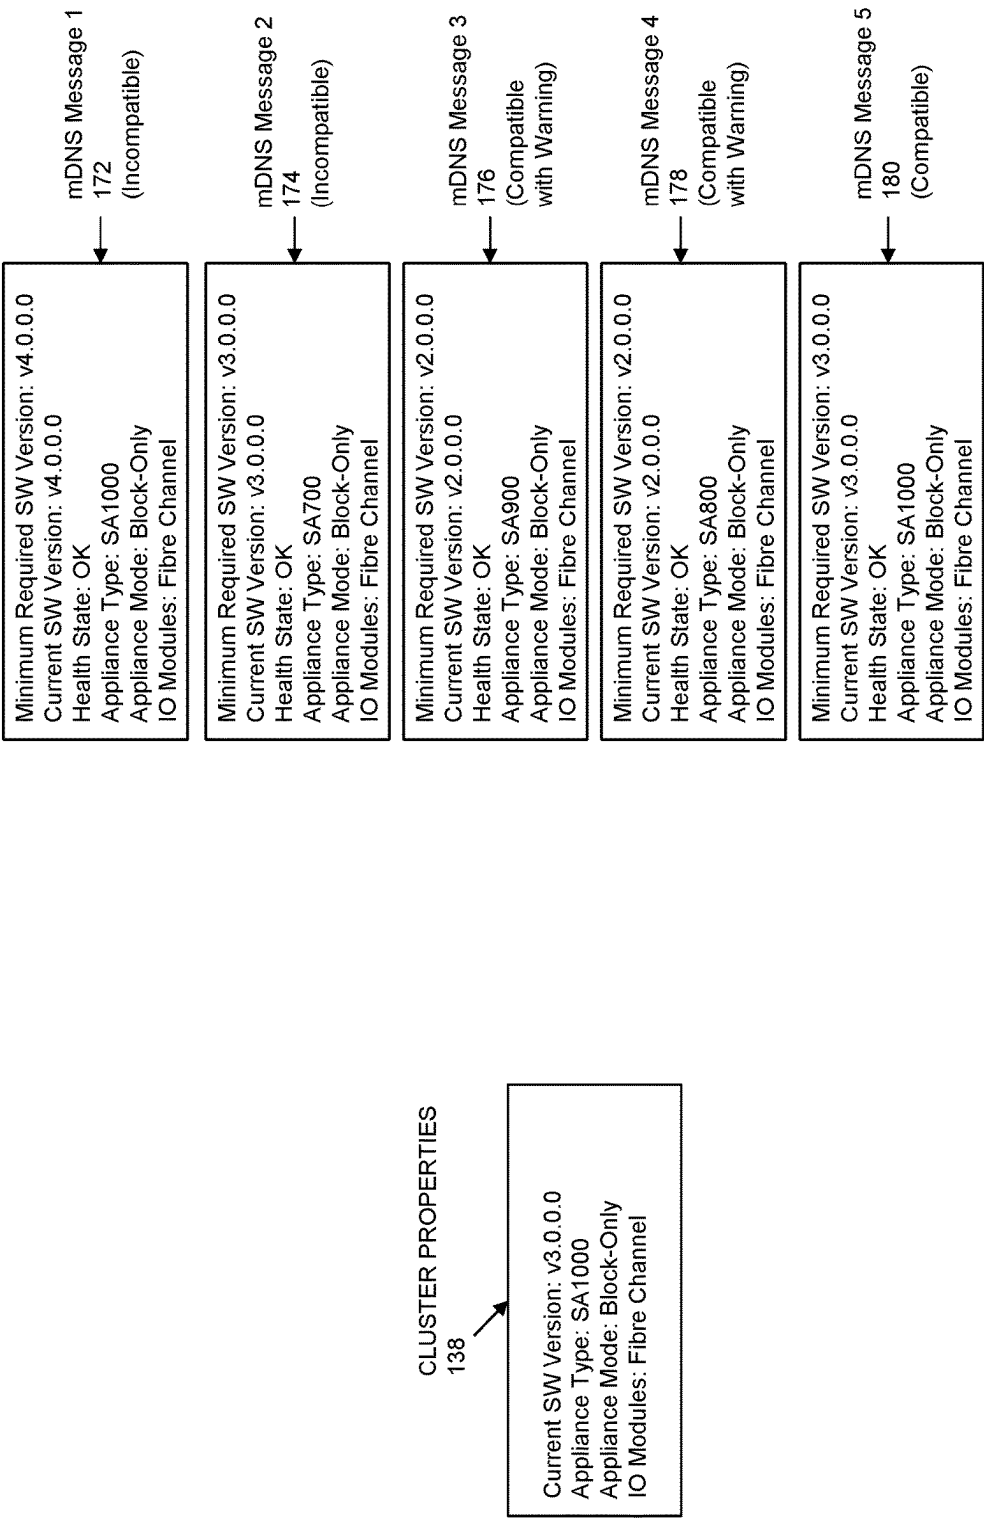 CLUSTER PROPERTIES
138
Current SW Version: v3.0.0.0
Appliance Type: SA1000
Appliance Mode: Block-Only
IO Modules: Fibre Channel
Minimum Required SW Version: v4.0.0.0
Current SW Version: v4.0.0.0
Health State: OK
Appliance Type: SA1000
Appliance Mode: Block-Only
IO Modules: Fibre Channel
mDNS Message 1
172
(Incompatible)
Minimum Required SW Version: v3.0.0.0
Current SW Version: v3.0.0.0
Health State: OK
Appliance Type: SA700
Appliance Mode: Block-Only
IO Modules: Fibre Channel
mDNS Message 2
174
(Incompatible)
Minimum Required SW Version: v2.0.0.0
Current SW Version: v2.0.0.0
Health State: OK
Appliance Type: SA900
Appliance Mode: Block-Only
IO Modules: Fibre Channel
mDNS Message 3
176
(Compatible
with Warning)
Minimum Required SW Version: v2.0.0.0
Current SW Version: v2.0.0.0
Health State: OK
Appliance Type: SA800
Appliance Mode: Block-Only
IO Modules: Fibre Channel
mDNS Message 4
178
(Compatible
with Warning)
Minimum Required SW Version: v3.0.0.0
Current SW Version: v3.0.0.0
Health State: OK
Appliance Type: SA1000
Appliance Mode: Block-Only
IO Modules: Fibre Channel
mDNS Message 5
180
(Compatible)